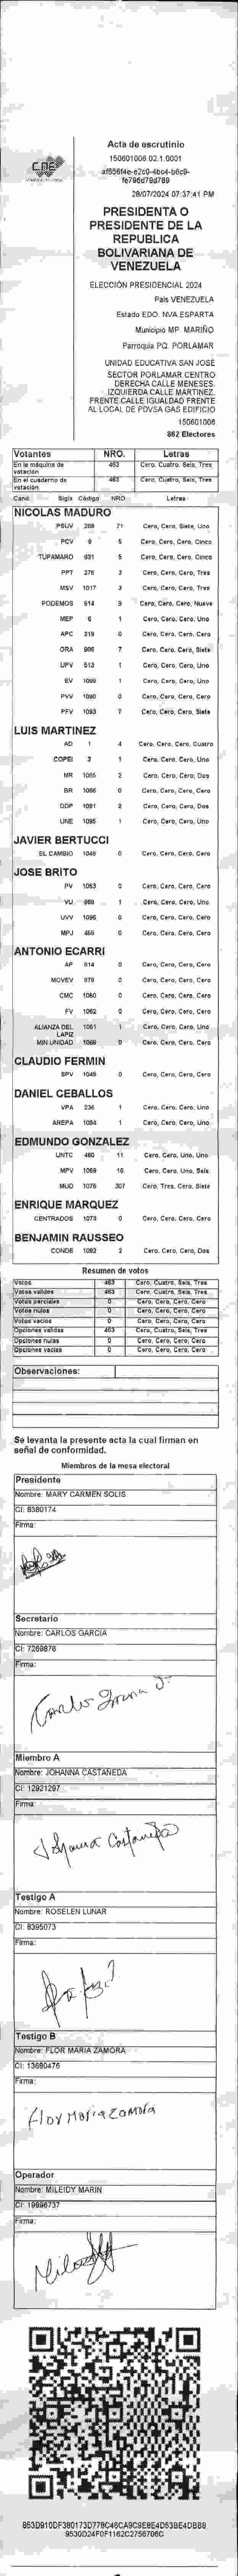 Acta de escrutinio
150601006.02.1.0001
af656f4e-e2c0-4bc4-b6c9-
fe796d79d789
28/07/2024 07:37:41 PM
PRESIDENTA O
PRESIDENTE DE LA
REPUBLICA
BOLIVARIANA DE
VENEZUELA
ELECCIÓN PRESIDENCIAL 2024
País VENEZUELA
Estado EDO. NVA.ESPARTA
Municipio MP. MARIÑO
Parroquia PQ. PORLAMAR
UNIDAD EDUCATIVA SAN JOSÉ
SECTOR PORLAMAR CENTRO
DERECHA CALLE MENESES.
IZQUIERDA CALLE MARTINEZ.
FRENTE CALLE IGUALDAD FRENTE
AL LOCAL DE PDVSA GAS EDIFICIO
150601006
862 Electores
Votantes NRO. Letras
En la máquina de votación 463 Cero, Cuatro, Seis, Tres
En el cuaderno de votación 463 Cero, Cuatro, Seis, Tres
Cand. Sigla Código NRO Letras
NICOLAS MADURO
PSUV 269 71 Cero, Cero, Siete, Uno
PCV 9 5 Cero, Cero, Cero, Cinco
TUPAMARO 931 5 Cero, Cero, Cero, Cinco
PPT 276 3 Cero, Cero, Cero, Tres
MSV 1017 3 Cero, Cero, Cero, Tres
PODEMOS 614 9 Cero, Cero, Cero, Nueve
MEP 6 1 Cero, Cero, Cero, Uno
APC 219 0 Cero, Cero, Cero, Cero
ORA 906 7 Cero, Cero, Cero, Siete
UPV 513 1 Cero, Cero, Cero, Uno
EV 1089 1 Cero, Cero, Cero, Uno
PVV 1090 0 Cero, Cero, Cero, Cero
PFV 1093 7 Cero, Cero, Cero, Siete
LUIS MARTINEZ
AD 1 4 Cero, Cero, Cero, Cuatro
COPEI 2 1 Cero, Cero, Cero, Uno
MR 1055 2 Cero, Cero, Cero, Dos
BR 1066 0 Cero, Cero, Cero, Cero
DDP 1091 2 Cero, Cero, Cero, Dos
UNE 1095 1 Cero, Cero, Cero, Uno
JAVIER BERTUCCI
EL CAMBIO 1049 0 Cero, Cero, Cero, Cero
JOSE BRITO
PV 1053 0 Cero, Cero, Cero, Cero
VU 1 Cero, Cero, Cero, Uno
UVV 1096 0 Cero, Cero, Cero, Cero
MPJ 458 0 Cero, Cero, Cero, Cero
ANTONIO ECARRI
AP 914 0 Cero, Cero, Cero, Cero
MOVEV 978 0 Cero, Cero, Cero, Cero
CMC 1060 0 Cero, Cero, Cero, Cero
FV 1062 0 Cero, Cero, Cero, Cero
ALIANZA DEL LAPIZ 1061 1 Cero, Cero, Cero, Uno
MIN UNIDAD 1069 0 Cero, Cero, Cero, Cero
CLAUDIO FERMIN
SPV 1049 0 Cero, Cero, Cero, Cero
DANIEL CEBALLOS
VPA 236 1 Cero, Cero, Cero, Uno
AREPA 1084 1 Cero, Cero, Cero, Uno
EDMUNDO GONZALEZ
UNTC 460 11 Cero, Cero, Uno, Uno
MPV 1069 16 Cero, Cero, Uno, Seis
MUD 1076 307 Cero, Tres, Cero, Siete
ENRIQUE MARQUEZ
CENTRADOS 1073 0 Cero, Cero, Cero, Cero
BENJAMIN RAUSSEO
CONDE 1092 2 Cero, Cero, Cero, Dos
Resumen de votos
Votos 463 Cero, Cuatro, Seis, Tres
Votos validos 463 Cero, Cuatro, Seis, Tres
Votos parciales 0 Cero, Cero, Cero, Cero
Votos nulos 0 Cero, Cero, Cero, Cero
Votos vacíos 0 Cero, Cero, Cero, Cero
Opciones validas 463 Cero, Cuatro, Seis, Tres
Opciones nulas 0 Cero, Cero, Cero, Cero
Opciones vacías 0 Cero, Cero, Cero, Cero
Observaciones:
Se levanta la presente acta la cual firman en
señal de conformidad.
Miembros de la mesa electoral
Presidente
Nombre: MARY CARMEN SOLIS
CI: 8380174
Firma:
Secretario
Nombre: CARLOS GARCIA
CI: 7269876
Firma:
Miembro A
Nombre: JOHANNA CASTAÑEDA
CI: 12921297
Firma:
Johanna Castañeda
Testigo A
Nombre: ROSELEN LUNAR
CI: 8395073
Firma:
Testigo B
Nombre: FLOR MARIA ZAMORA
CI: 13680476
Firma:
Flor Maria Zamora
Operador
Nombre: MILEIDY MARIN
CI: 19696737
Firma:
853D910DF380173D778C46CA9C9E8E4D53BE4DBB8
9530D24F0F1162C2756706C